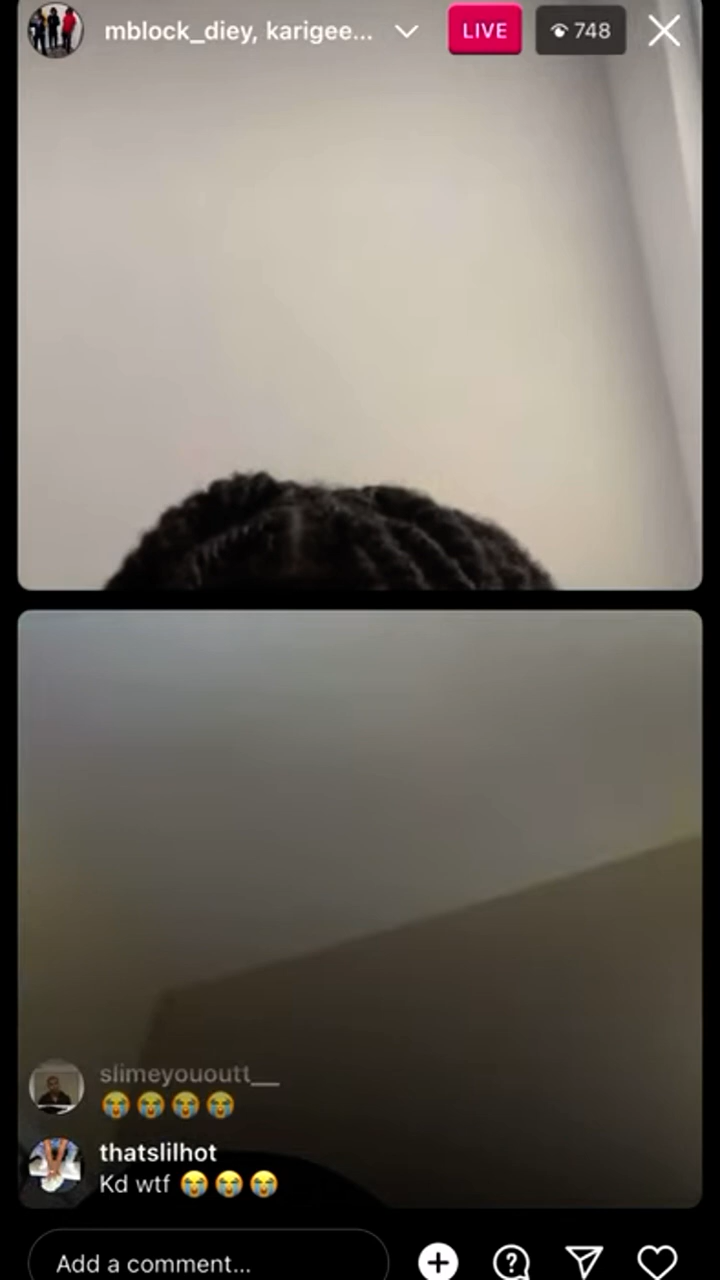 mblock_diey, karigee...
LIVE
748
slimeyououtt__
😭😭😭😭
thatslilhot
Kd wtf 😭😭😭
Add a comment...